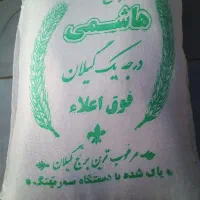 هاشمی
درجه یک گیلان
فوق اعلاء
مرغوب ترین برنج گیلان
پاک شده با دستگاه سورتینگ